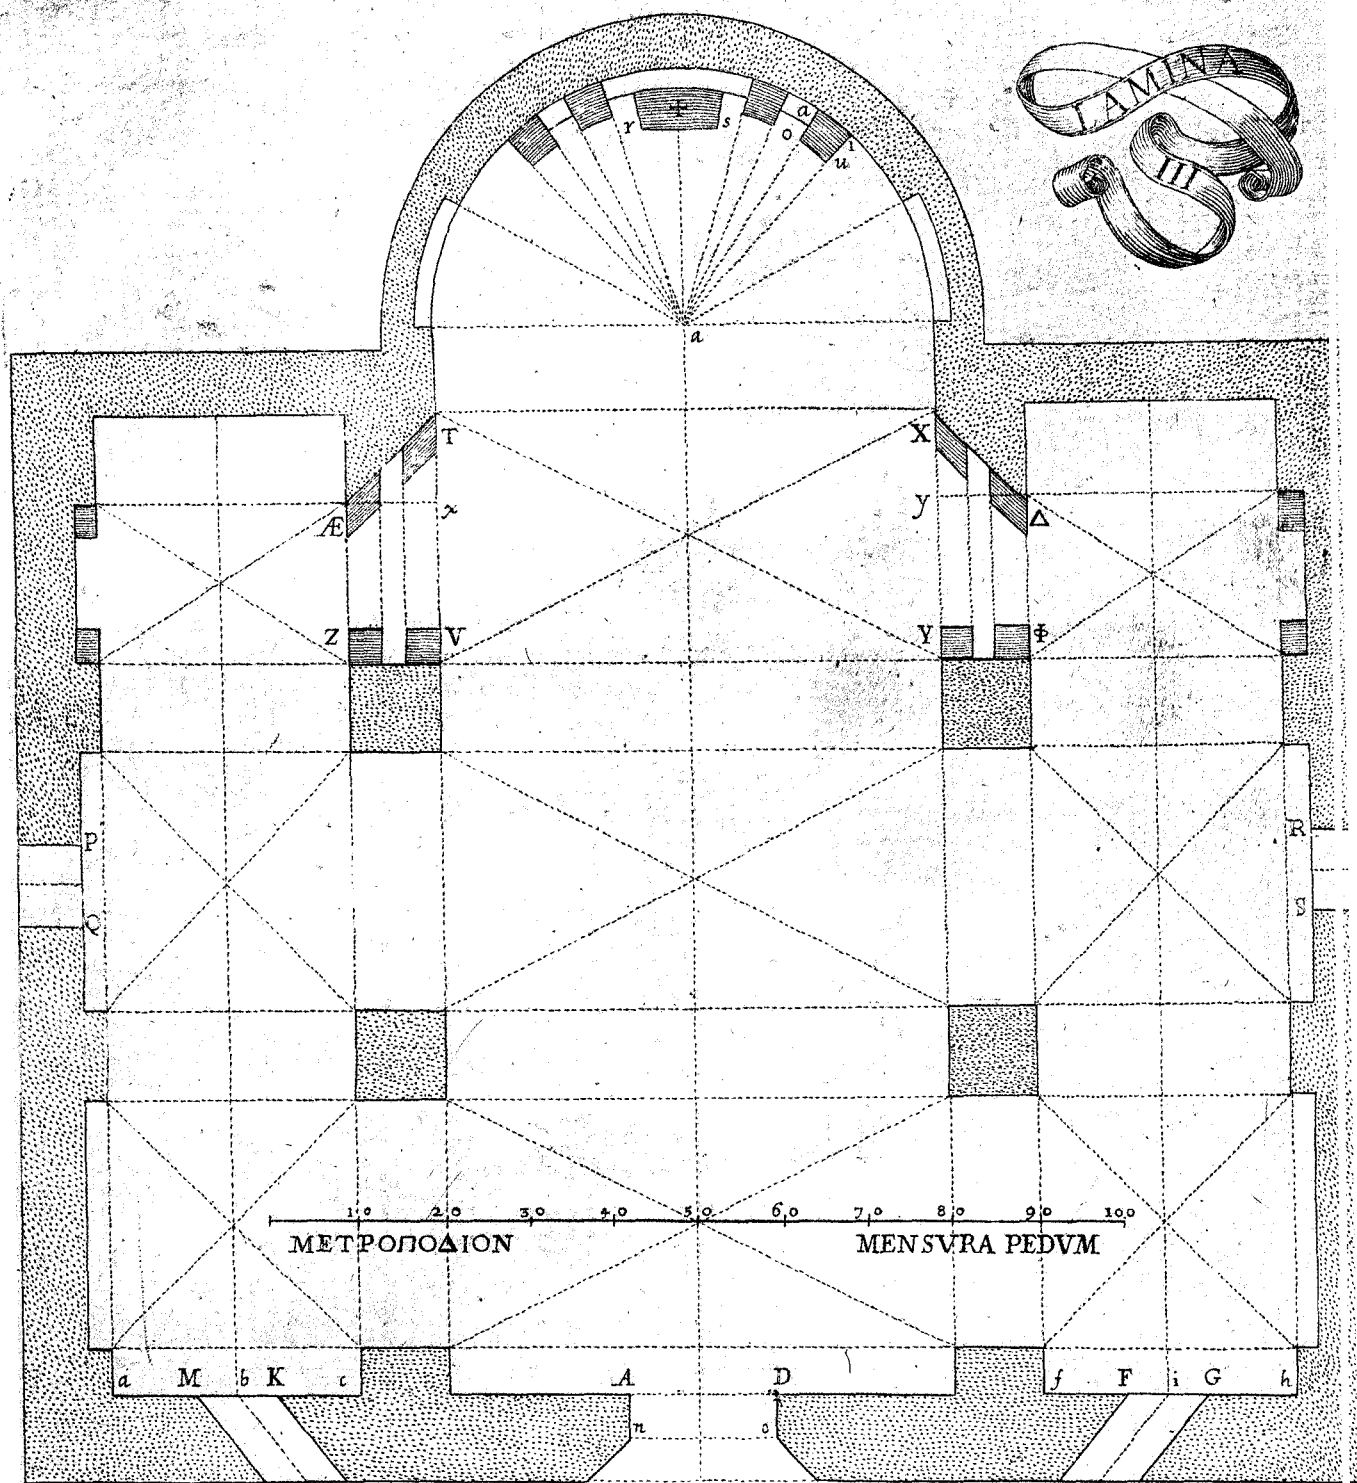 LAMINA
III
r s o a i u
a
T X
Æ x y Δ
Z V Y Φ
P R
Q S
10 20 30 40 50 60 70 80 90 100
ΜΕΤΡΟΠΟΔΙΟΝ MENSVRA PEDVM
a M b K c A D f F i G h
n o